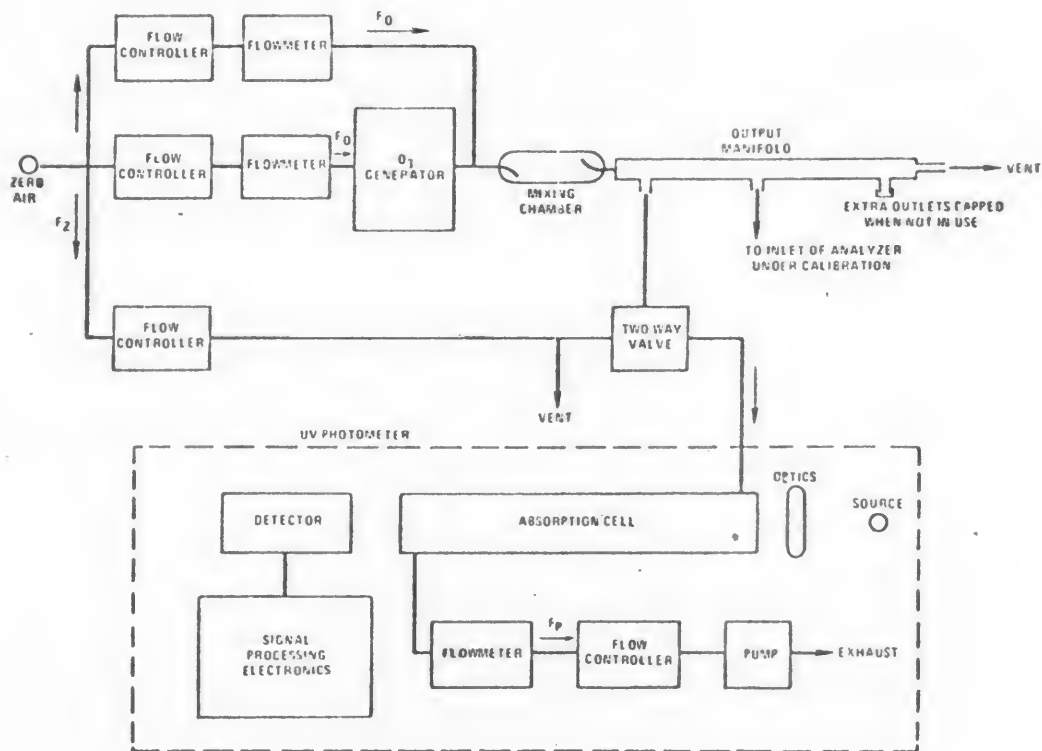 FLOW
CONTROLLER
FLOWMETER
F0
FLOW
CONTROLLER
FLOWMETER
F0
O3
GENERATOR
ZERO
AIR
FZ
MIXING
CHAMBER
OUTPUT
MANIFOLD
VENT
EXTRA OUTLETS CAPPED
WHEN NOT IN USE
TO INLET OF ANALYZER
UNDER CALIBRATION
FLOW
CONTROLLER
TWO WAY
VALVE
VENT
UV PHOTOMETER
OPTICS
SOURCE
DETECTOR
ABSORPTION CELL
SIGNAL
PROCESSING
ELECTRONICS
FLOWMETER
FP
FLOW
CONTROLLER
PUMP
EXHAUST